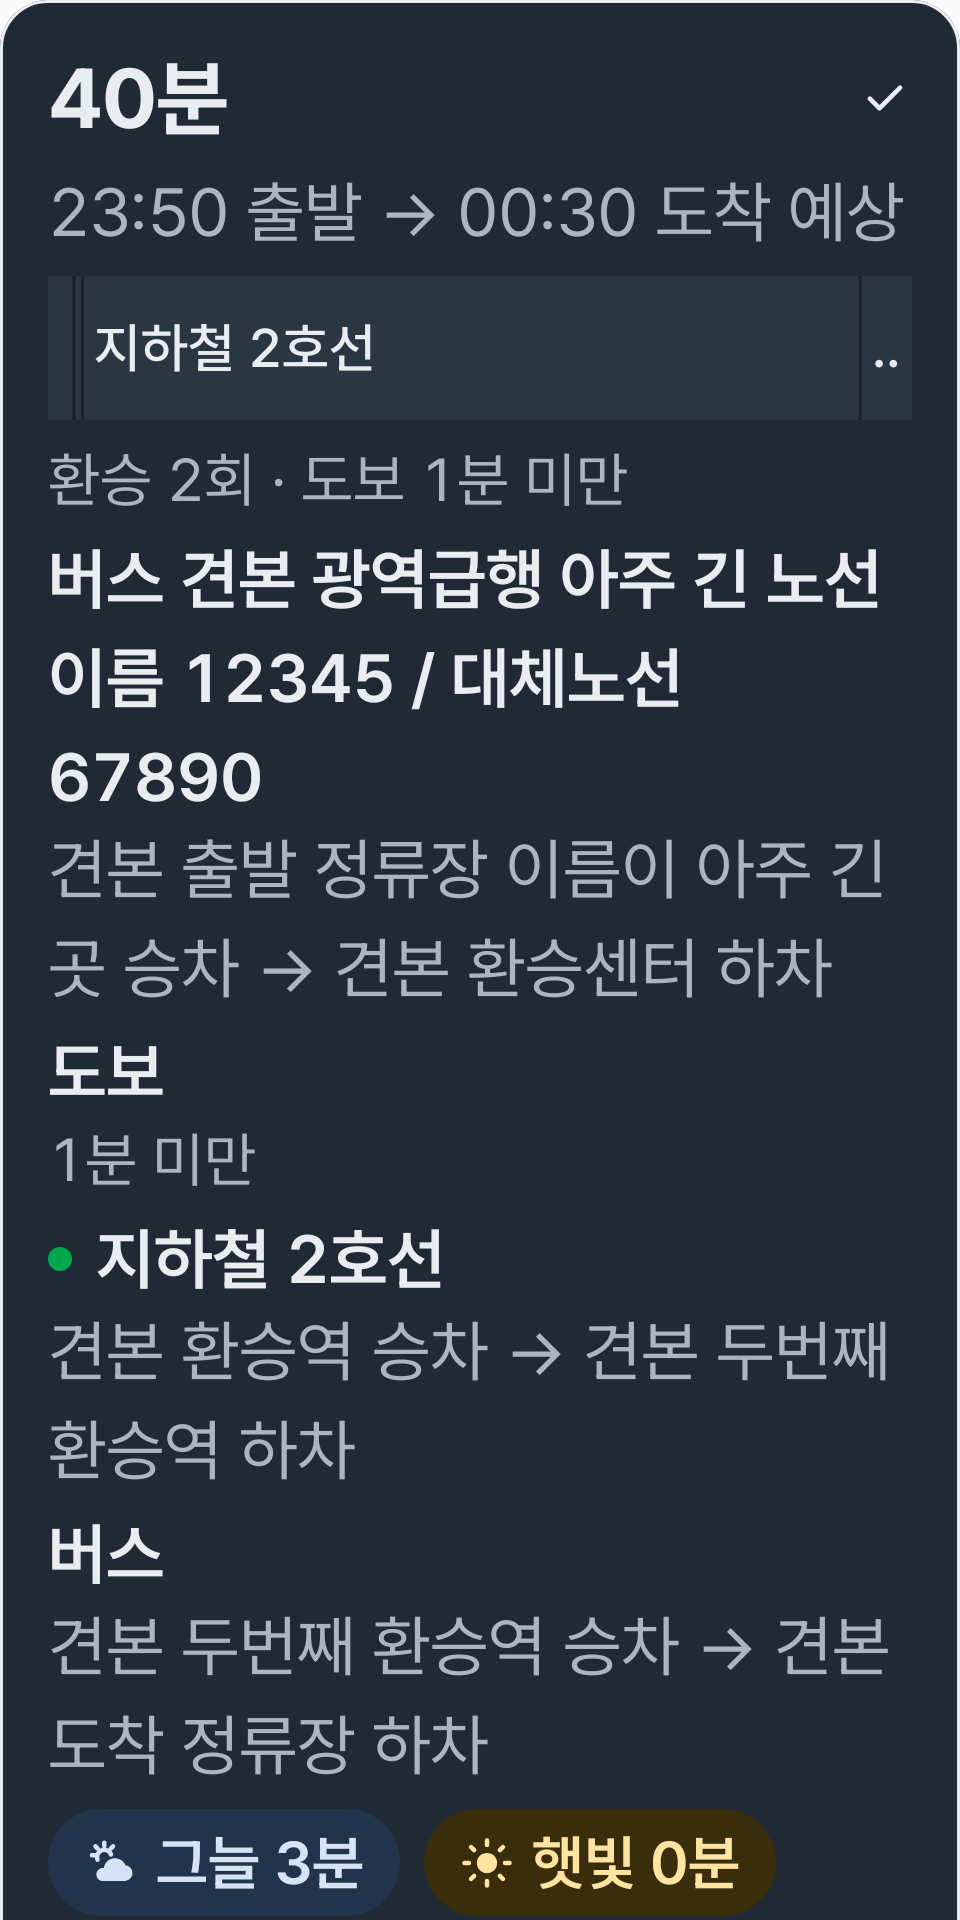 40분
23:50 출발 → 00:30 도착 예상
지하철 2호선
..
환승 2회 · 도보 1분 미만
버스 견본 광역급행 아주 긴 노선
이름 12345 / 대체노선
67890
견본 출발 정류장 이름이 아주 긴
곳 승차 → 견본 환승센터 하차
도보
1분 미만
지하철 2호선
견본 환승역 승차 → 견본 두번째
환승역 하차
버스
견본 두번째 환승역 승차 → 견본
도착 정류장 하차
그늘 3분
햇빛 0분